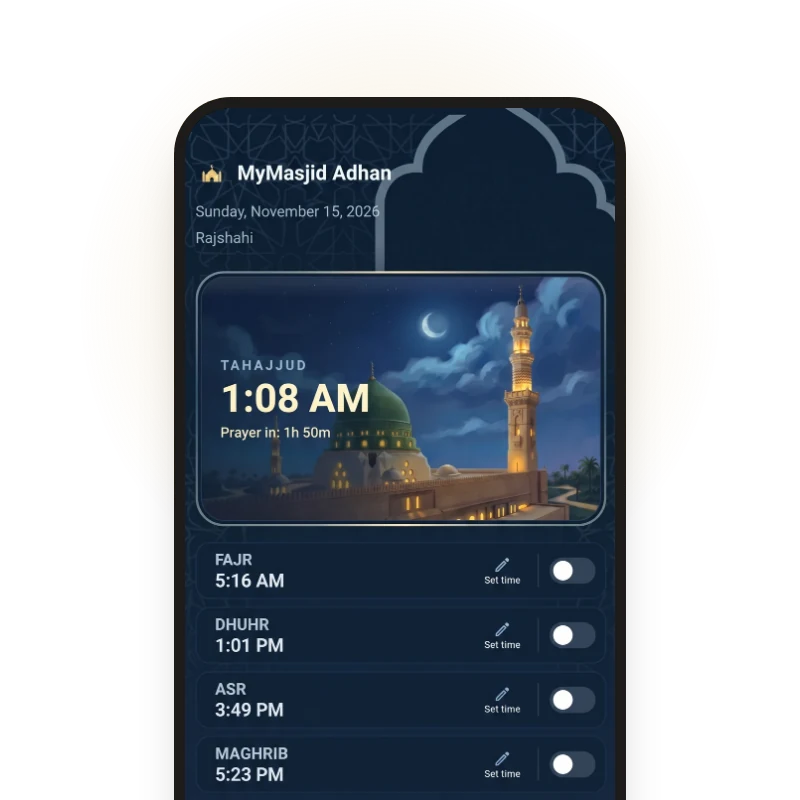 MyMasjid Adhan
Sunday, November 15, 2026
Rajshahi
TAHAJJUD
1:08 AM
Prayer in: 1h 50m
FAJR
5:16 AM
Set time
DHUHR
1:01 PM
Set time
ASR
3:49 PM
Set time
MAGHRIB
5:23 PM
Set time